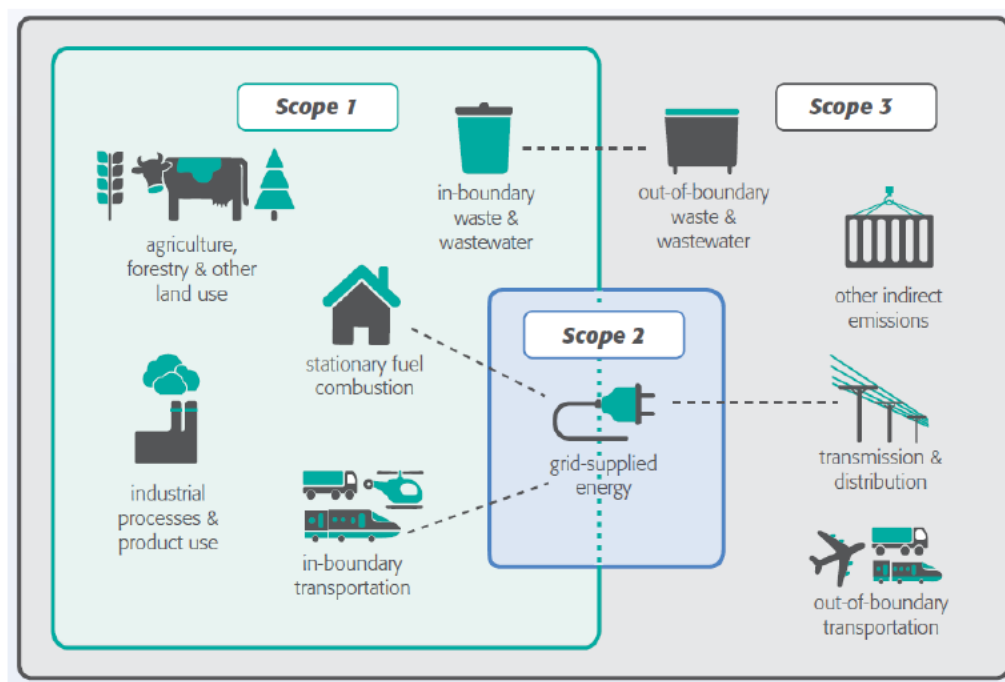 Scope 1
Scope 3
in-boundary
waste &
wastewater
out-of-boundary
waste &
wastewater
agriculture,
forestry & other
land use
other indirect
emissions
Scope 2
stationary fuel
combustion
grid-supplied
energy
transmission &
distribution
industrial
processes &
product use
in-boundary
transportation
out-of-boundary
transportation